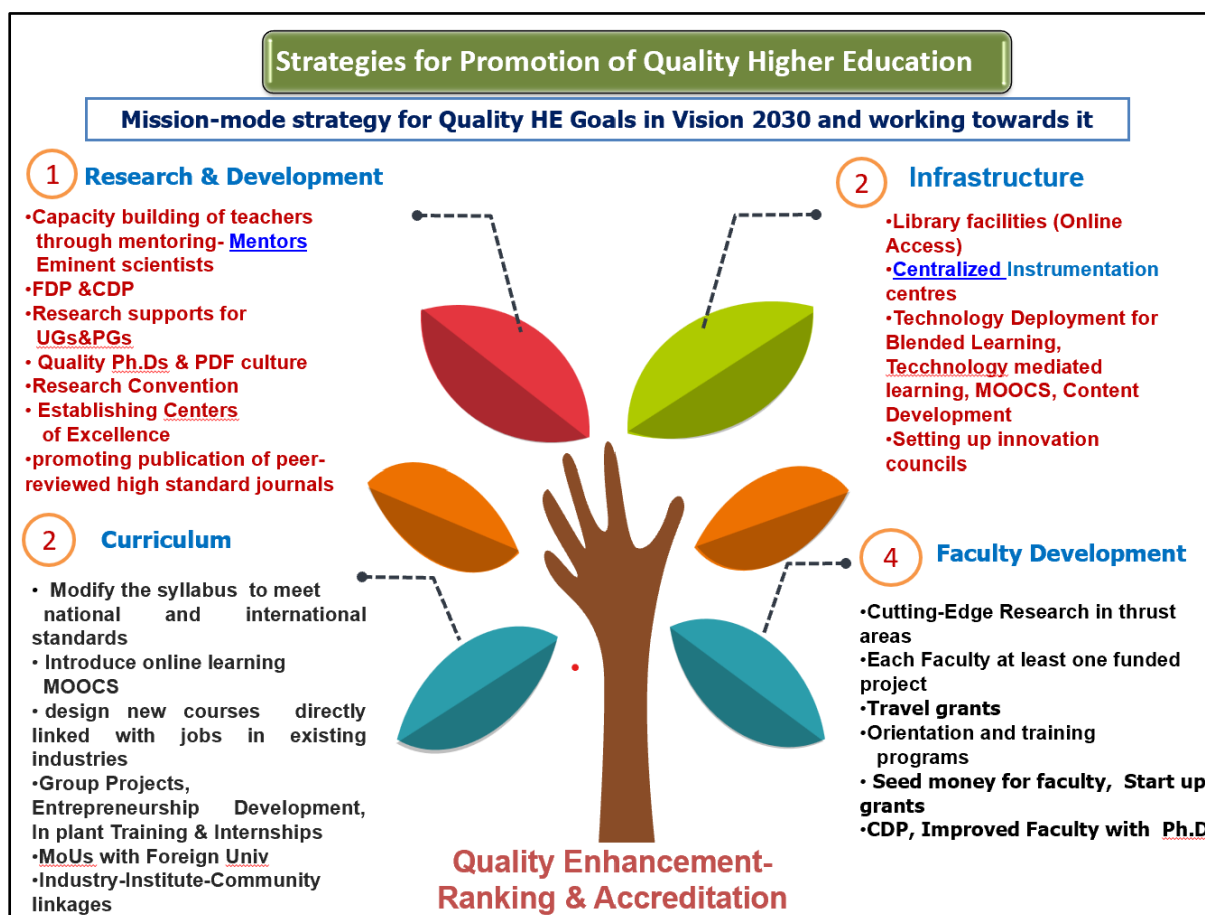 Strategies for Promotion of Quality Higher Education
Mission-mode strategy for Quality HE Goals in Vision 2030 and working towards it
1 Research & Development
•Capacity building of teachers
through mentoring- Mentors
Eminent scientists
•FDP &CDP
•Research supports for
UGs&PGs
• Quality Ph.Ds & PDF culture
•Research Convention
• Establishing Centers
of Excellence
•promoting publication of peer-
reviewed high standard journals
2 Infrastructure
•Library facilities (Online
Access)
•Centralized Instrumentation
centres
•Technology Deployment for
Blended Learning,
Tecchnology mediated
learning, MOOCS, Content
Development
•Setting up innovation
councils
2 Curriculum
• Modify the syllabus to meet
national and international
standards
• Introduce online learning
MOOCS
• design new courses directly
linked with jobs in existing
industries
•Group Projects,
Entrepreneurship Development,
In plant Training & Internships
•MoUs with Foreign Univ
•Industry-Institute-Community
linkages
4 Faculty Development
•Cutting-Edge Research in thrust
areas
•Each Faculty at least one funded
project
•Travel grants
•Orientation and training
programs
• Seed money for faculty, Start up
grants
•CDP, Improved Faculty with Ph.D
Quality Enhancement-
Ranking & Accreditation